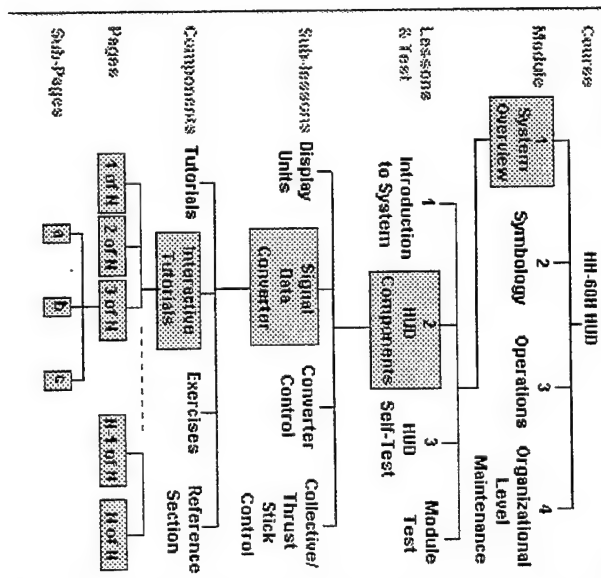 Course
HH-60H HUD
Module
1
System
Overview
2
Symbology
3
Operations
4
Organizational
Level
Maintenance
Lessons
& Test
1
Introduction
to System
2
HUD
Components
3
HUD
Self-Test
Module
Test
Sub-lessons
Display
Units
Signal
Data
Converter
Converter
Control
Collective/
Thrust
Stick
Control
Components
Tutorials
Interactive
Tutorials
Exercises
Reference
Section
Pages
1 of N
2 of N
3 of N
N-1 of N
N of N
Sub-Pages
a
b
c